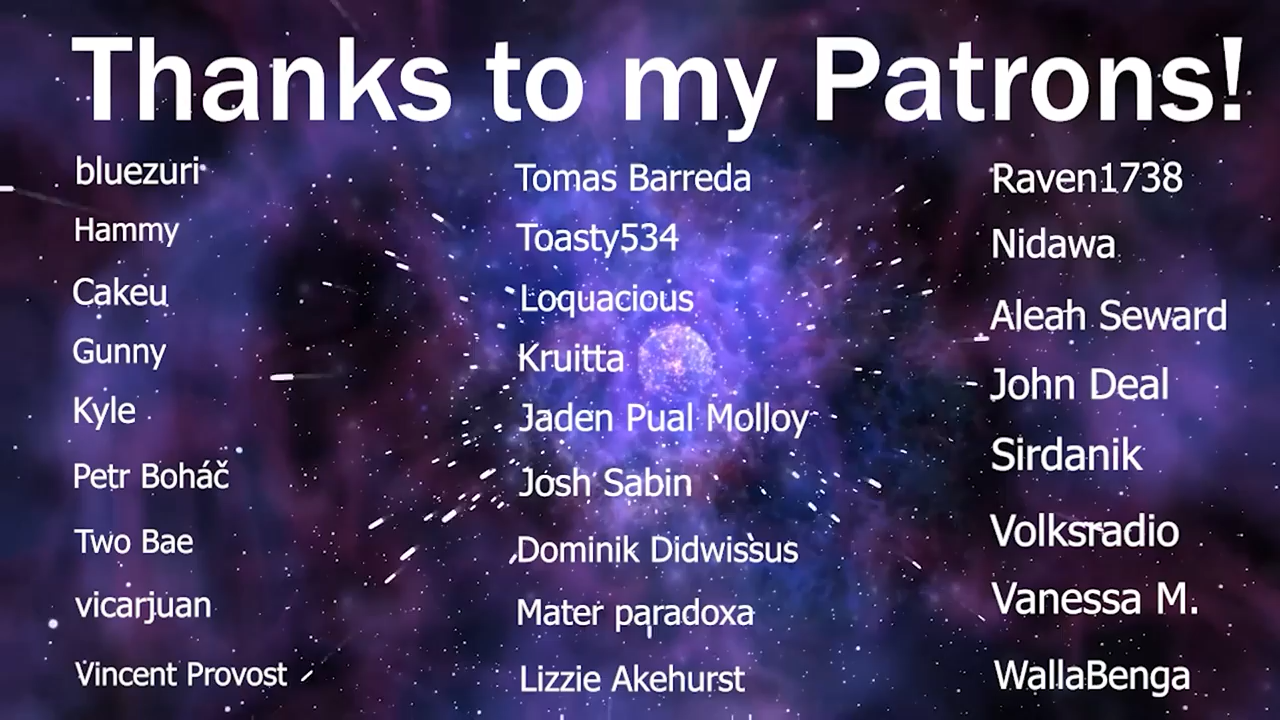 Thanks to my Patrons!
bluezuri
Hammy
Cakeu
Gunny
Kyle
Petr Boháč
Two Bae
vicarjuan
Vincent Provost
Tomas Barreda
Toasty534
Loquacious
Kruitta
Jaden Pual Molloy
Josh Sabin
Dominik Didwissus
Mater paradoxa
Lizzie Akehurst
Raven1738
Nidawa
Aleah Seward
John Deal
Sirdanik
Volksradio
Vanessa M.
WallaBenga